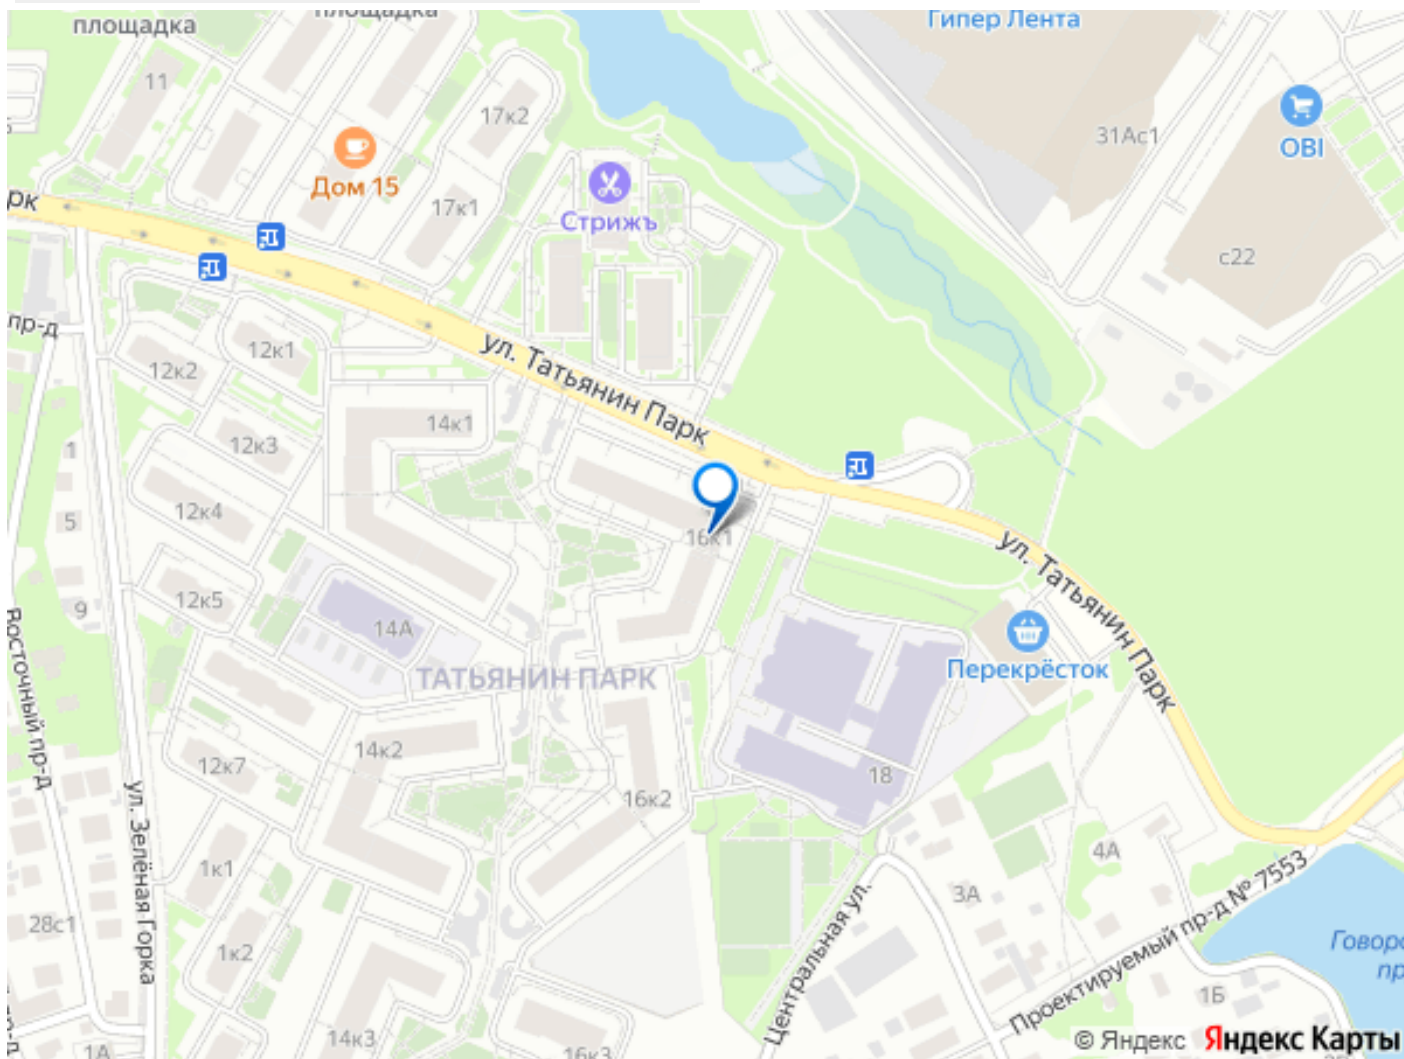 площадка
площадка
Гипер Лента
11
17к2
31Ас1
OBI
Дом 15
17к1
Стрижъ
рк
с22
пр-д
12к1
12к2
ул. Татьянин Парк
14к1
12к3
1
12к4
5
16к1
ул. Татьянин Парк
12к5
9
14А
Восточный пр-д
Перекрёсток
ТАТЬЯНИН ПАРК
14к2
12к7
16к2
18
ул. Зелёная Горка
4А
1к1
3А
Центральная ул.
Проектируемый пр-д № 7553
28с1
1к2
Говоро
пр
1Б
14к3
16к3
1А
р-д
© Яндекс Яндекс Карты